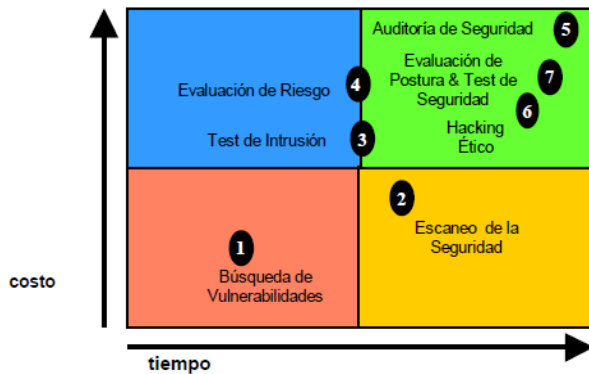 Auditoría de Seguridad 5
Evaluación de
Postura & Test de 7
Seguridad
Evaluación de Riesgo 4
6
Hacking
Ético
Test de Intrusión 3
2
Escaneo de la
Seguridad
1
Búsqueda de
Vulnerabilidades
costo
tiempo